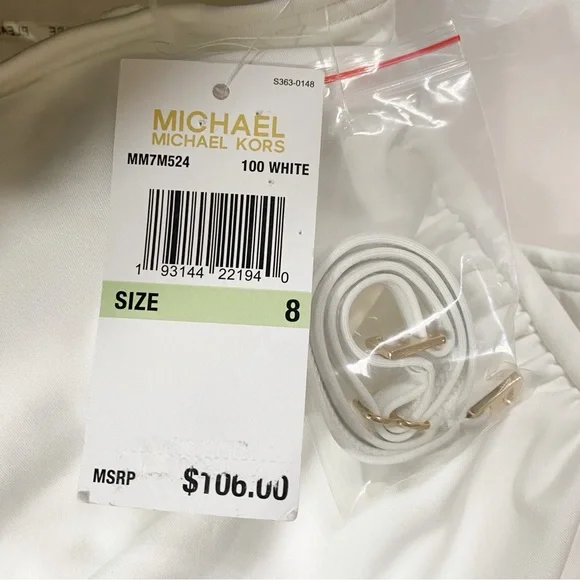 S363-0148
MICHAEL
MICHAEL KORS
MM7M524 100 WHITE
1 93144 22194 0
SIZE 8
MSRP $106.00